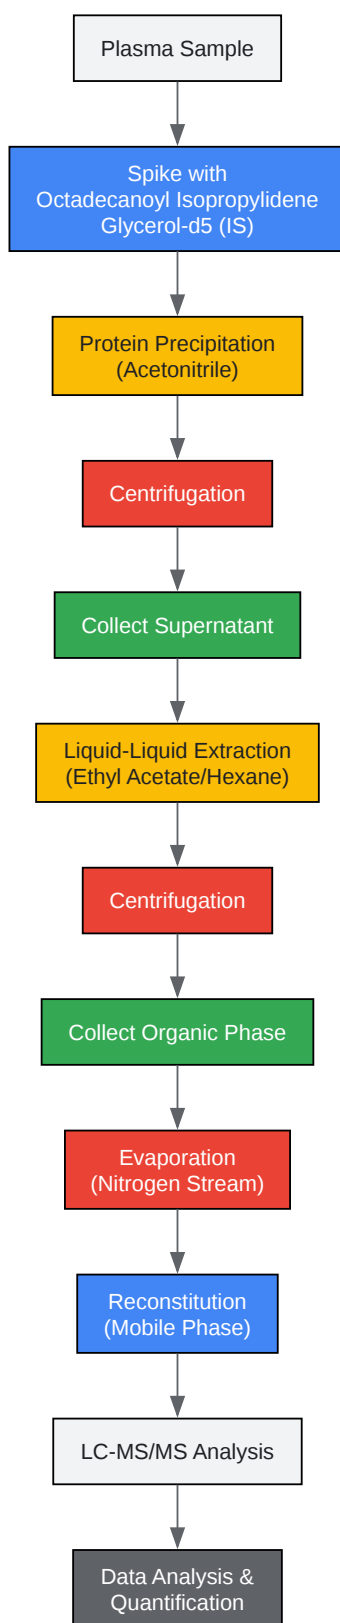 Plasma Sample
Spike with
Octadecanoyl Isopropylidene
Glycerol-d5 (IS)
Protein Precipitation
(Acetonitrile)
Centrifugation
Collect Supernatant
Liquid-Liquid Extraction
(Ethyl Acetate/Hexane)
Centrifugation
Collect Organic Phase
Evaporation
(Nitrogen Stream)
Reconstitution
(Mobile Phase)
LC-MS/MS Analysis
Data Analysis &
Quantification